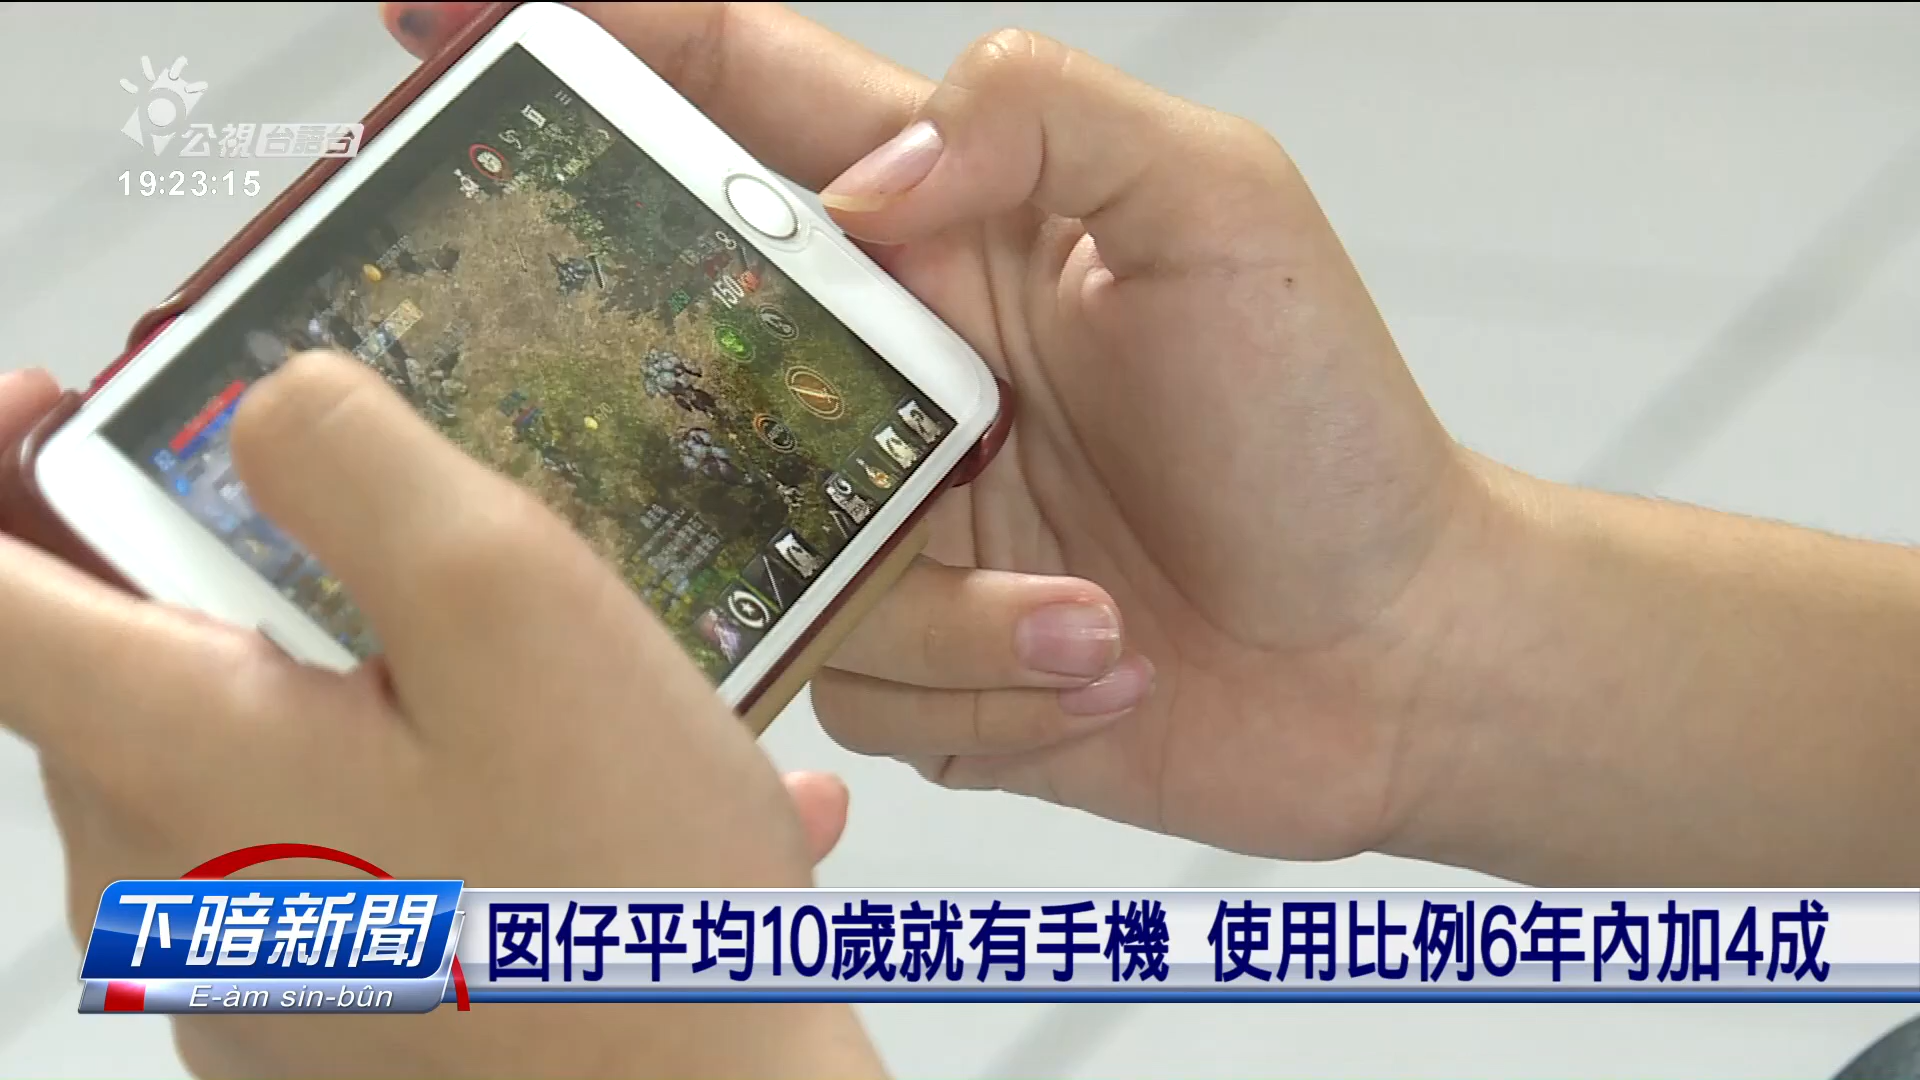 公視台語台
19:23:15
150
下暗新聞
E-àm sin-bûn
囡仔平均10歲就有手機 使用比例6年內加4成